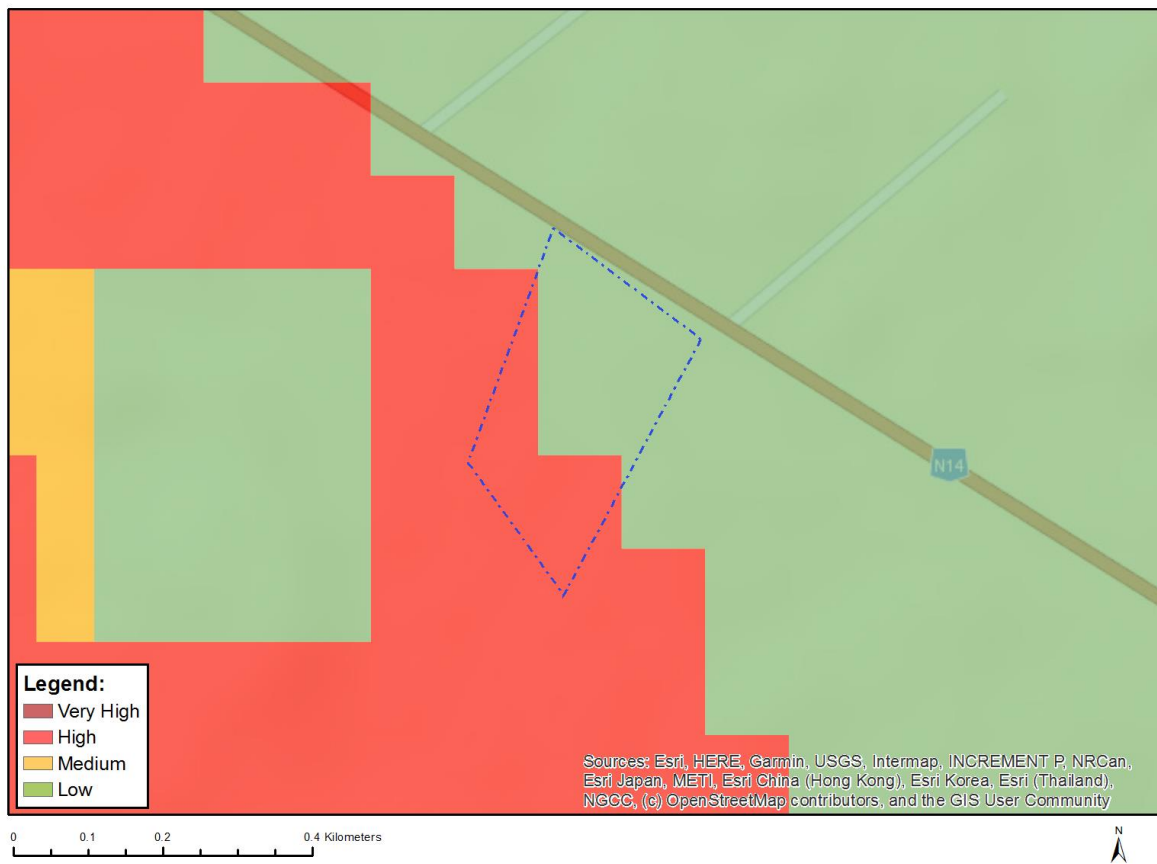 N14
Legend:
Very High
High
Medium
Low
Sources: Esri, HERE, Garmin, USGS, Intermap, INCREMENT P, NRCan,
Esri Japan, METI, Esri China (Hong Kong), Esri Korea, Esri (Thailand),
NGCC, (c) OpenStreetMap contributors, and the GIS User Community
0 0.1 0.2 0.4 Kilometers
N